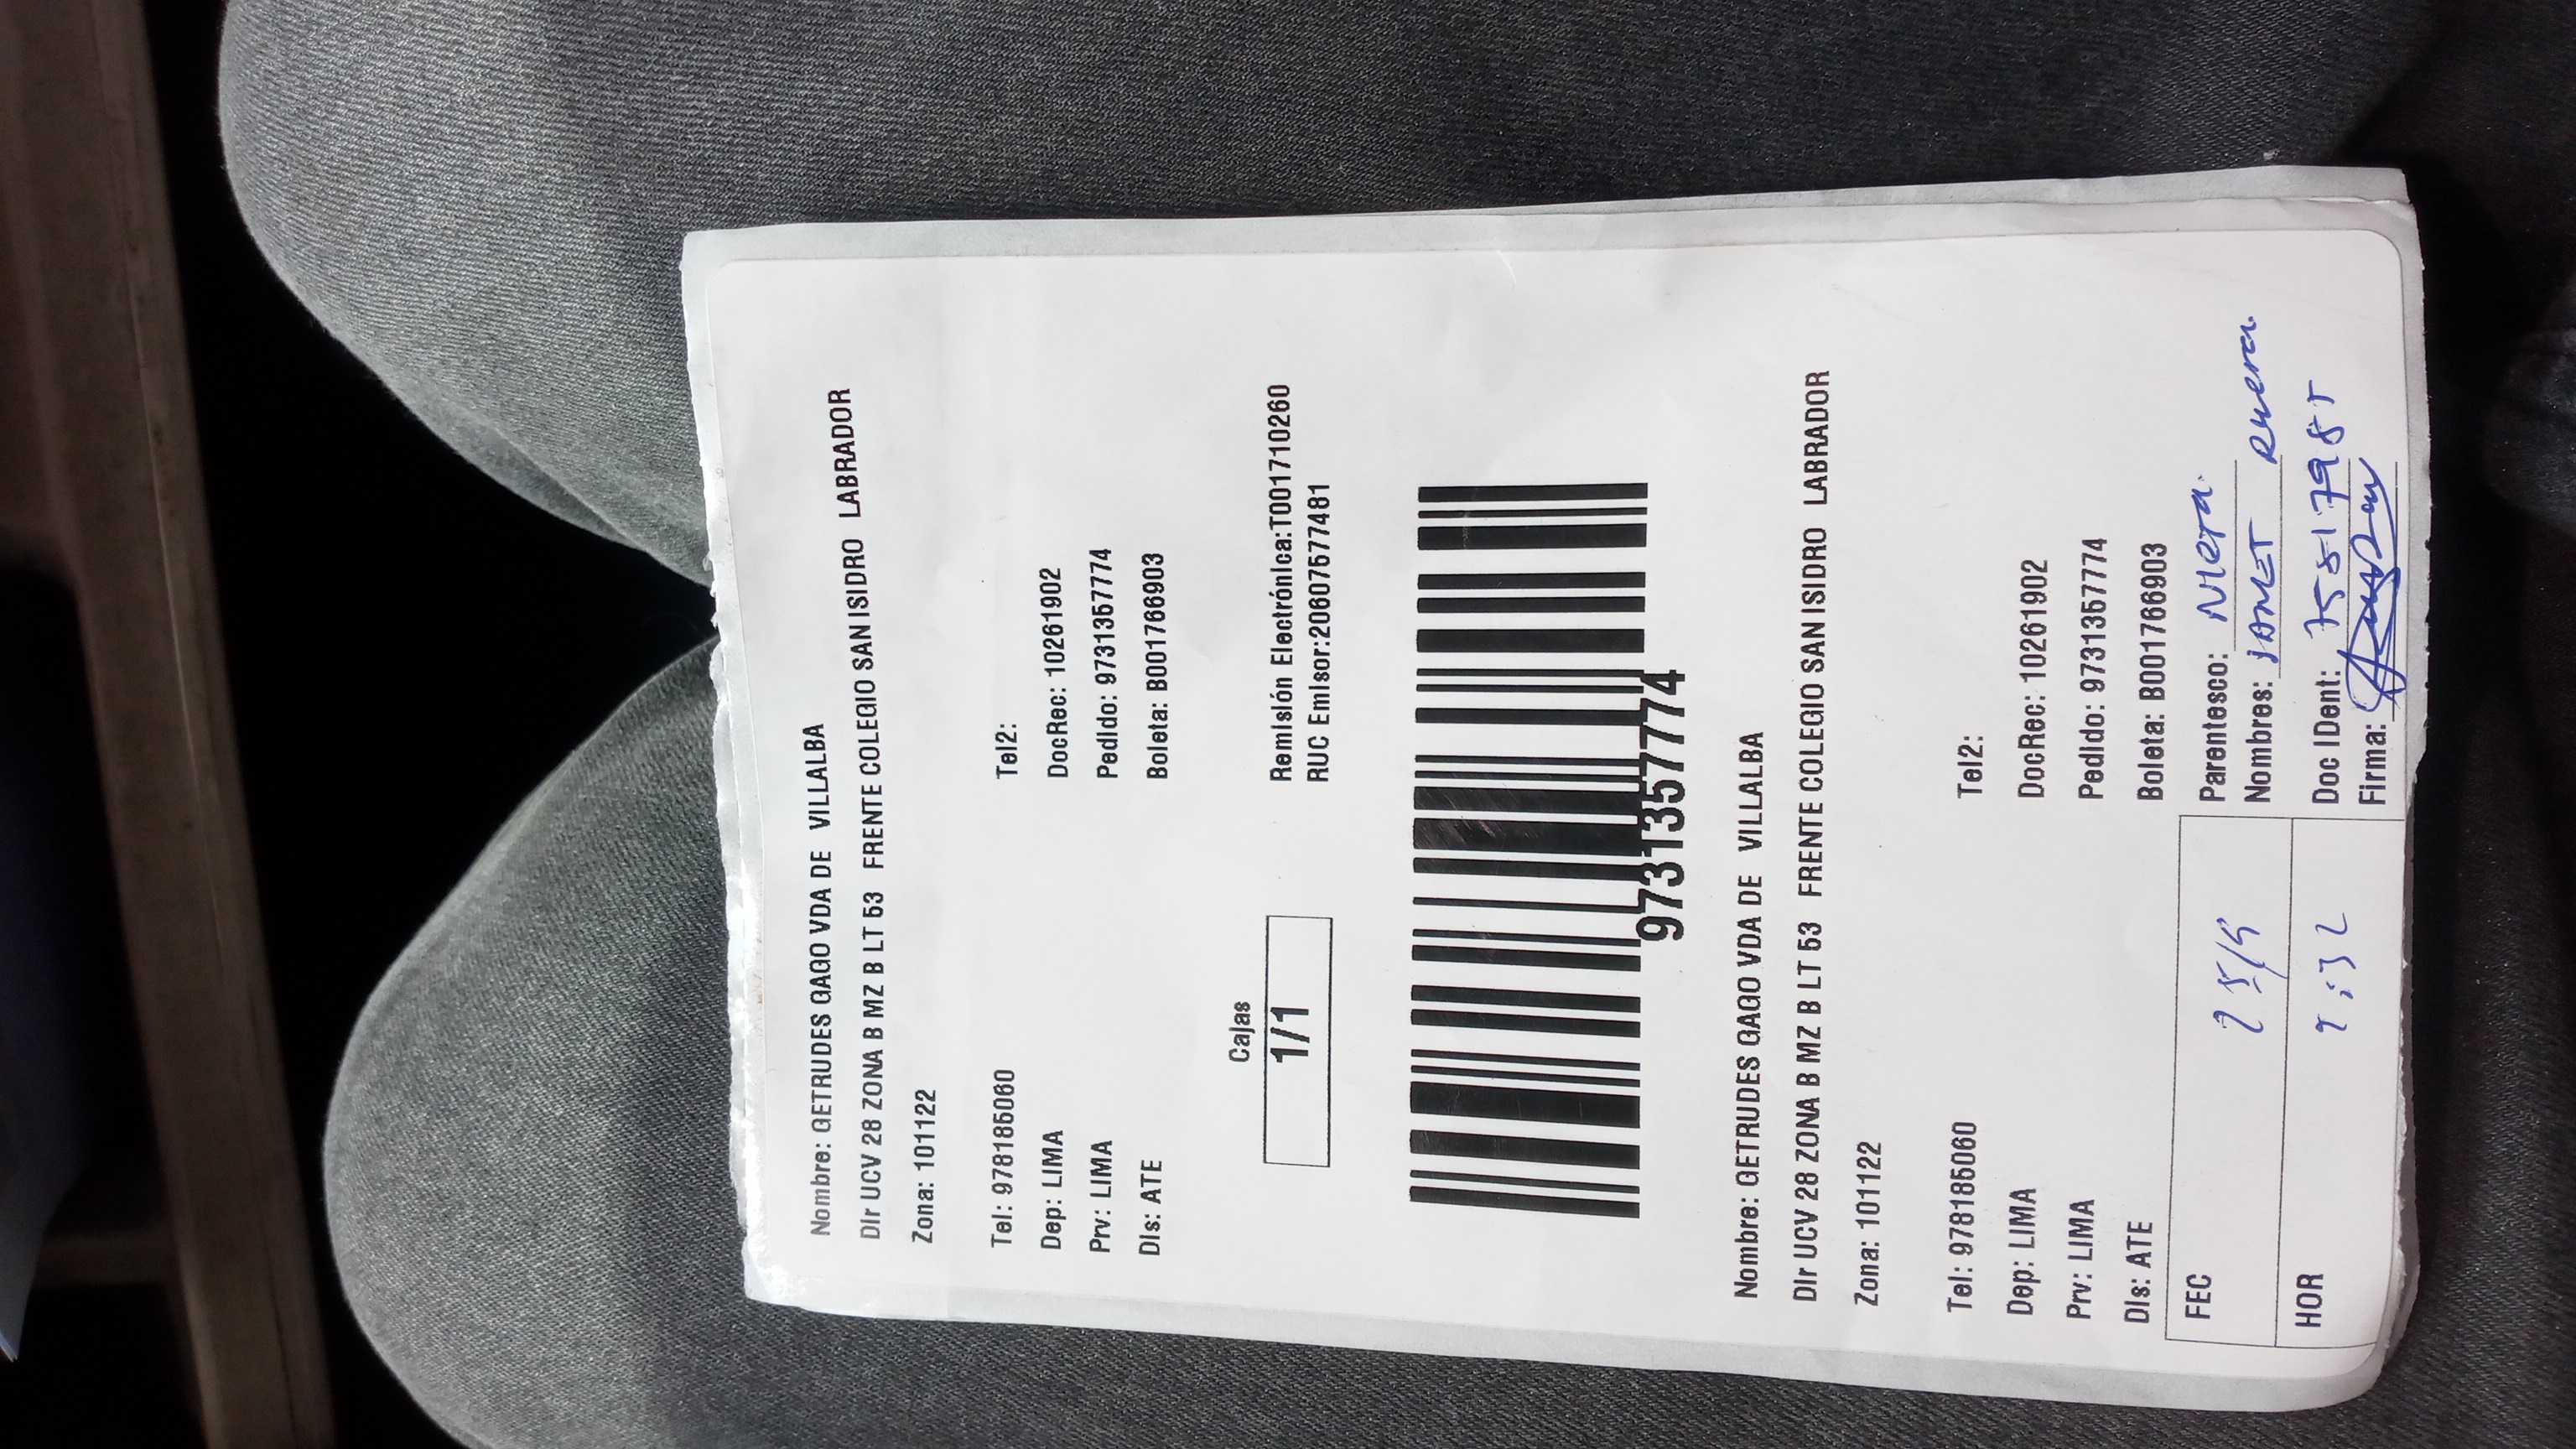 Nombre: GETRUDES GAGO VDA DE VILLALBA
DIr UCV 28 ZONA B MZ B LT 53 FRENTE COLEGIO SAN ISIDRO LABRADOR
Zona: 101122
Tel: 978185060 Tel2:
Dep: LIMA DocRec: 10261902
Prv: LIMA Pedido: 9731357774
Dis: ATE Boleta: B001766903
Cajas
1/1
Remisión Electrónica:T001710260
RUC Emisor:20607577481
97313577774
Nombre: GETRUDES GAGO VDA DE VILLALBA
DIr UCV 28 ZONA B MZ B LT 53 FRENTE COLEGIO SAN ISIDRO LABRADOR
Zona: 101122
Tel: 978185060 Tel2:
Dep: LIMA DocRec: 10261902
Prv: LIMA Pedido: 9731357774
Dis: ATE Boleta: B001766903
FEC 25/5 Parentesco: Nieta.
Nombres: JANET
HOR Doc IDent: 75817985
Firma: